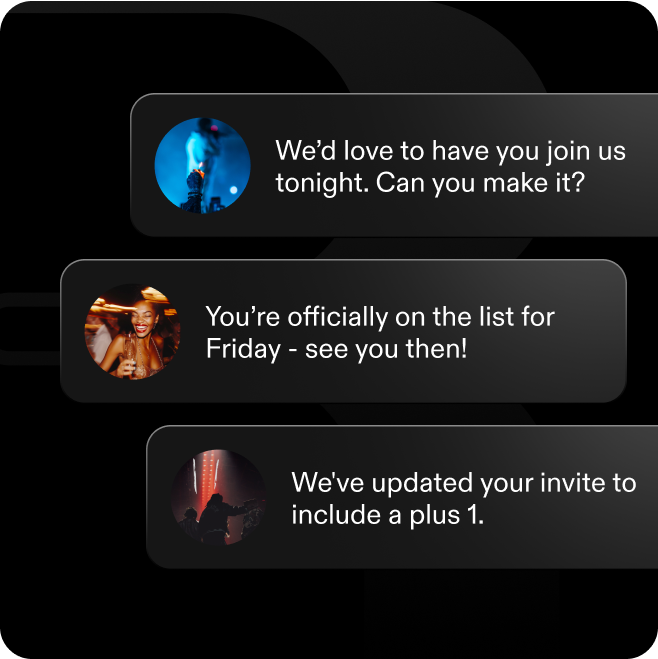 We’d love to have you join us
tonight. Can you make it?
You’re officially on the list for
Friday - see you then!
We've updated your invite to
include a plus 1.